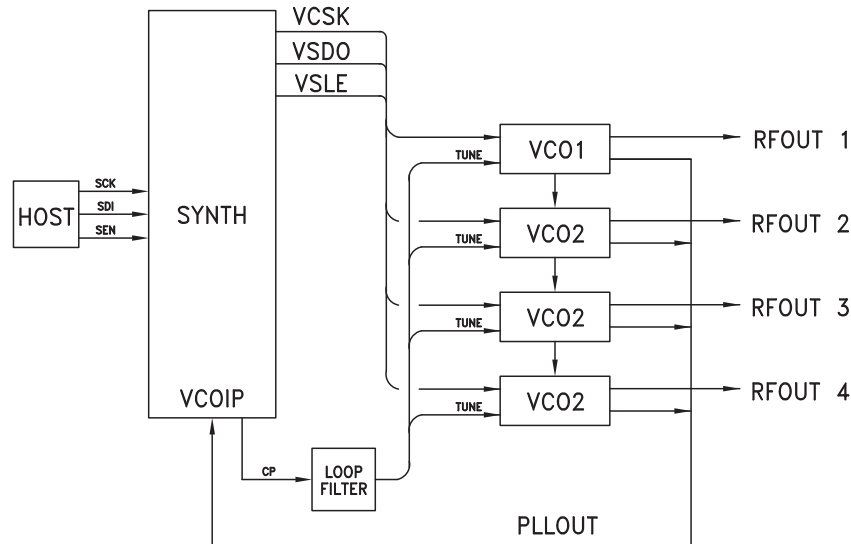 VCSK
VSDO
VSLE
RFOUT 1
VCO1
TUNE
SCK
HOST
SDI
SYNTH
SEN
RFOUT 2
VCO2
TUNE
RFOUT 3
VCO2
TUNE
VCOIP
RFOUT 4
VCO2
TUNE
CP
LOOP
FILTER
PLLOUT